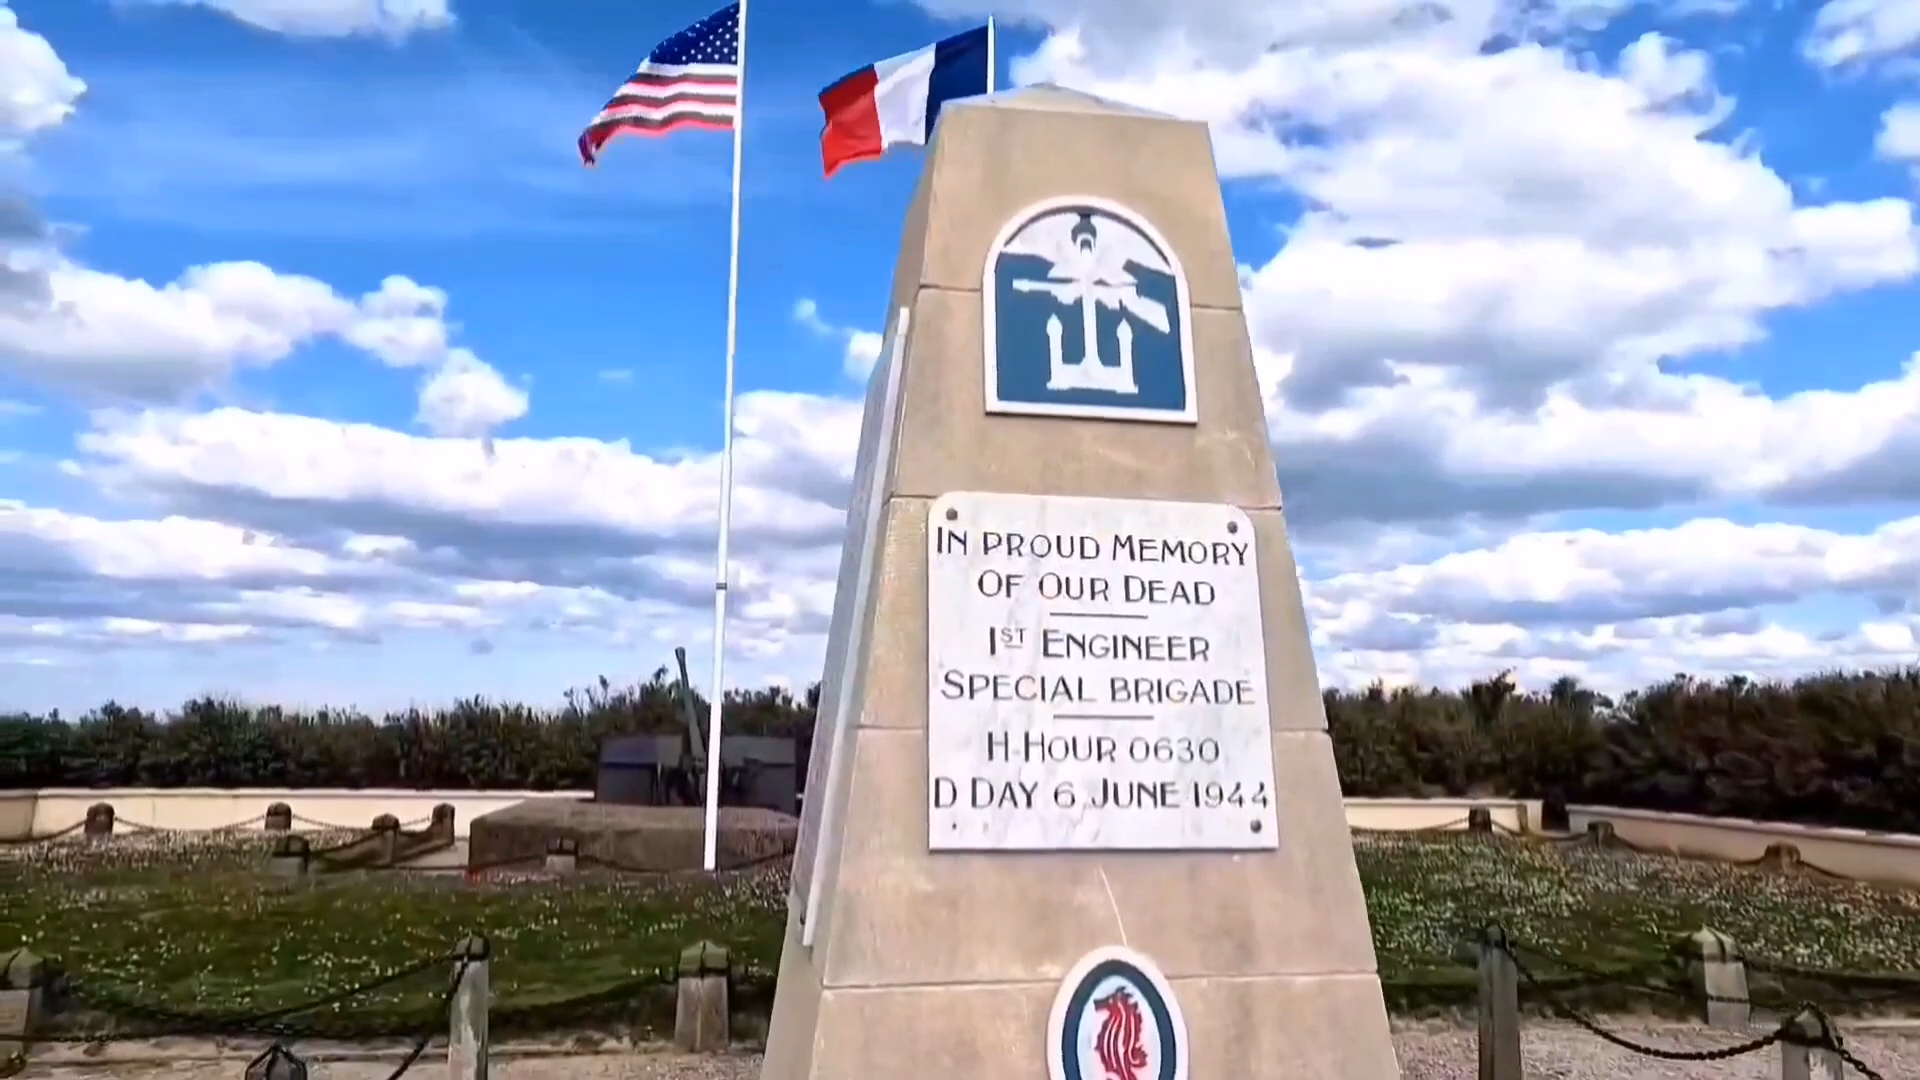 IN PROUD MEMORY
OF OUR DEAD
1ST ENGINEER
SPECIAL BRIGADE
H-HOUR 0630
D DAY 6 JUNE 1944